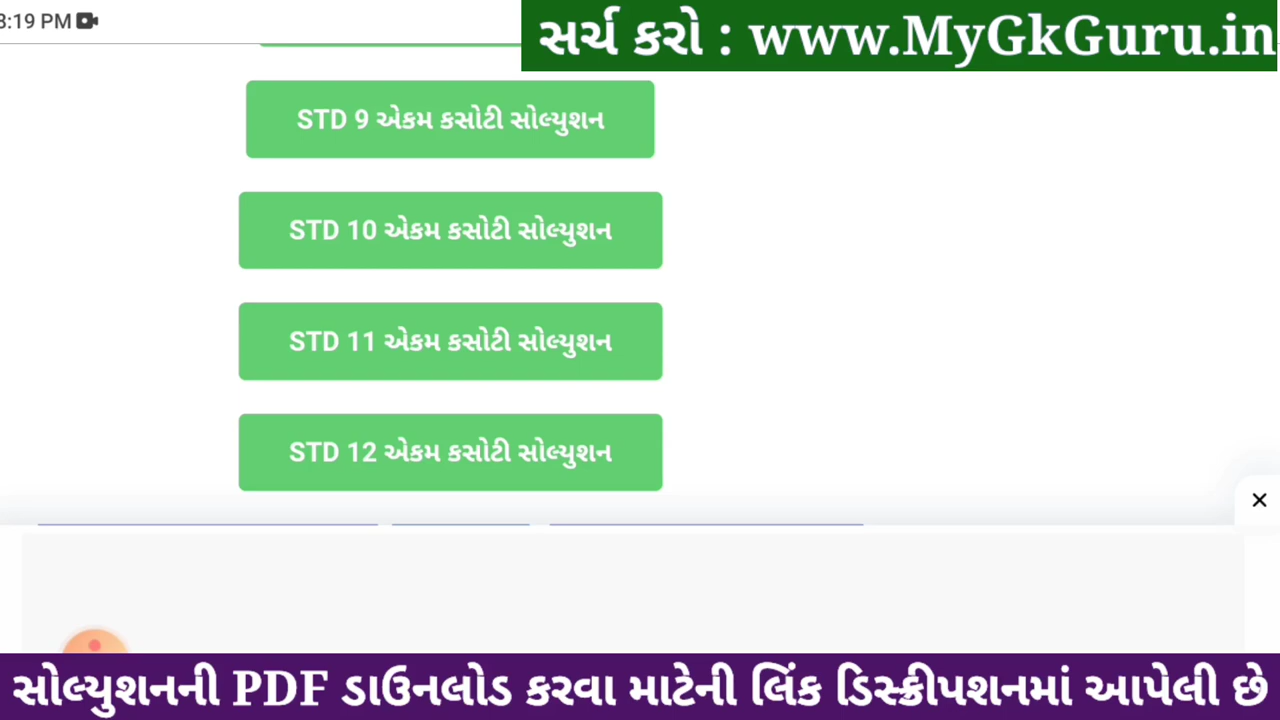 3:19 PM
સર્ચ કરો : www.MyGkGuru.in
STD 9 એકમ કસોટી સોલ્યુશન
STD 10 એકમ કસોટી સોલ્યુશન
STD 11 એકમ કસોટી સોલ્યુશન
STD 12 એકમ કસોટી સોલ્યુશન
સોલ્યુશનની PDF ડાઉનલોડ કરવા માટેની લિંક ડિસ્ક્રીપશનમાં આપેલી છે